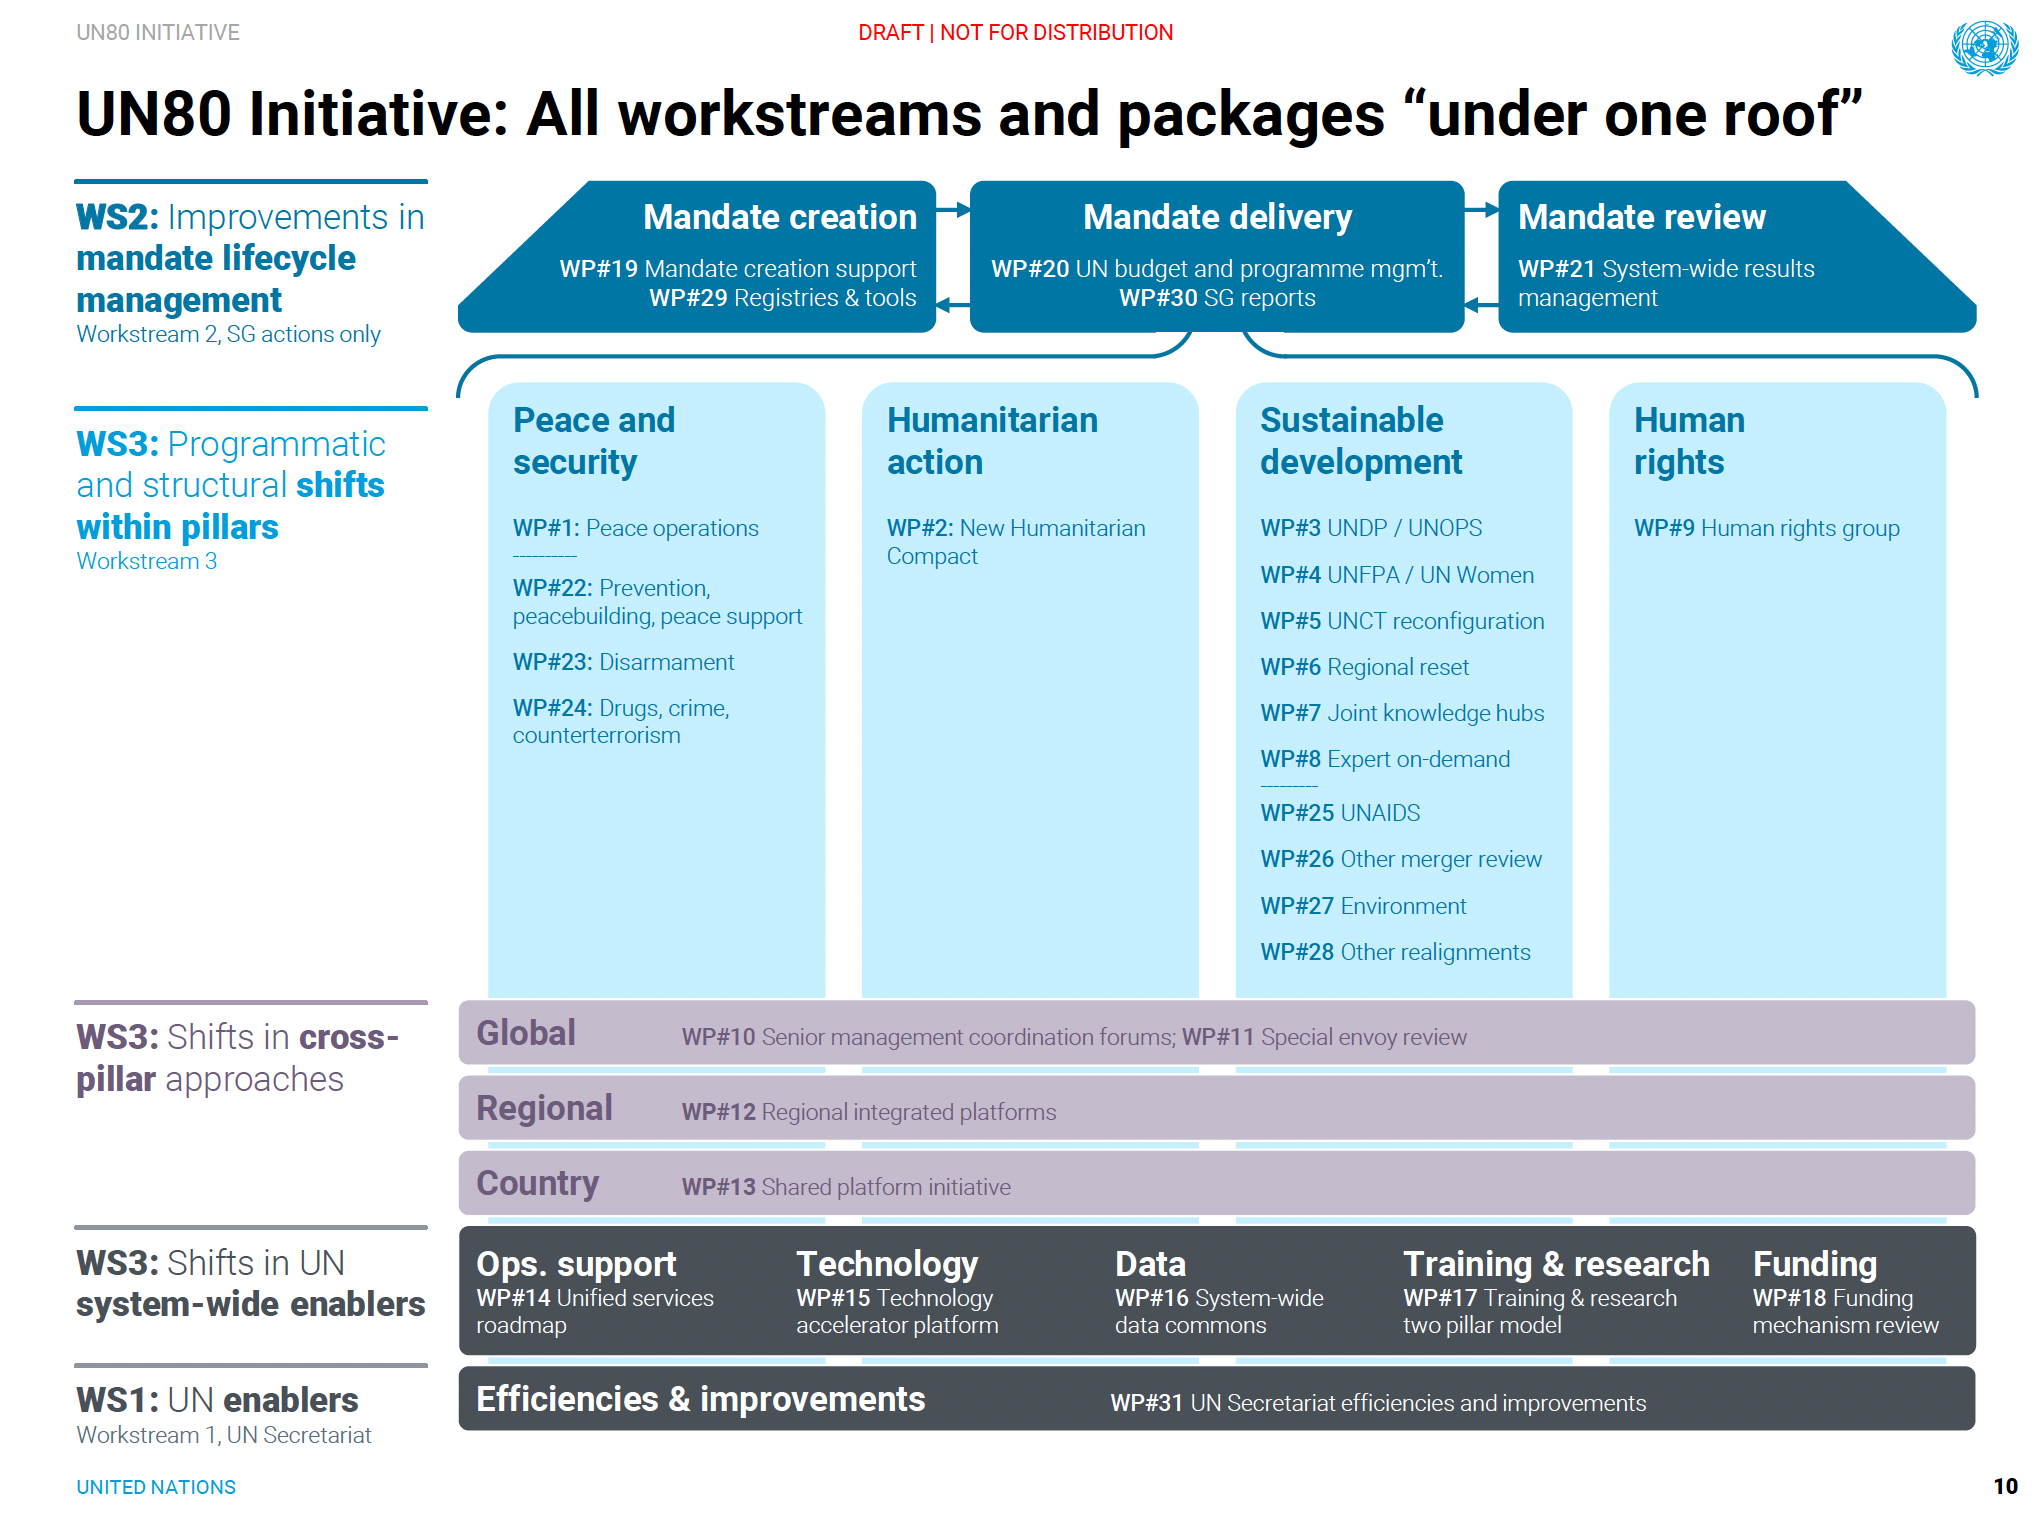 UN80 INITIATIVE
DRAFT | NOT FOR DISTRIBUTION
UN80 Initiative: All workstreams and packages “under one roof”
WS2: Improvements in
mandate lifecycle
management
Workstream 2, SG actions only
Mandate creation
WP#19 Mandate creation support
WP#29 Registries & tools
Mandate delivery
WP#20 UN budget and programme mgm’t.
WP#30 SG reports
Mandate review
WP#21 System-wide results
management
WS3: Programmatic
and structural shifts
within pillars
Workstream 3
Peace and
security
WP#1: Peace operations
----------
WP#22: Prevention,
peacebuilding, peace support
WP#23: Disarmament
WP#24: Drugs, crime,
counterterrorism
Humanitarian
action
WP#2: New Humanitarian
Compact
Sustainable
development
WP#3 UNDP / UNOPS
WP#4 UNFPA / UN Women
WP#5 UNCT reconfiguration
WP#6 Regional reset
WP#7 Joint knowledge hubs
WP#8 Expert on-demand
---------
WP#25 UNAIDS
WP#26 Other merger review
WP#27 Environment
WP#28 Other realignments
Human
rights
WP#9 Human rights group
WS3: Shifts in cross-
pillar approaches
Global WP#10 Senior management coordination forums; WP#11 Special envoy review
Regional WP#12 Regional integrated platforms
Country WP#13 Shared platform initiative
WS3: Shifts in UN
system-wide enablers
Ops. support
WP#14 Unified services
roadmap
Technology
WP#15 Technology
accelerator platform
Data
WP#16 System-wide
data commons
Training & research
WP#17 Training & research
two pillar model
Funding
WP#18 Funding
mechanism review
WS1: UN enablers
Workstream 1, UN Secretariat
Efficiencies & improvements WP#31 UN Secretariat efficiencies and improvements
UNITED NATIONS
10